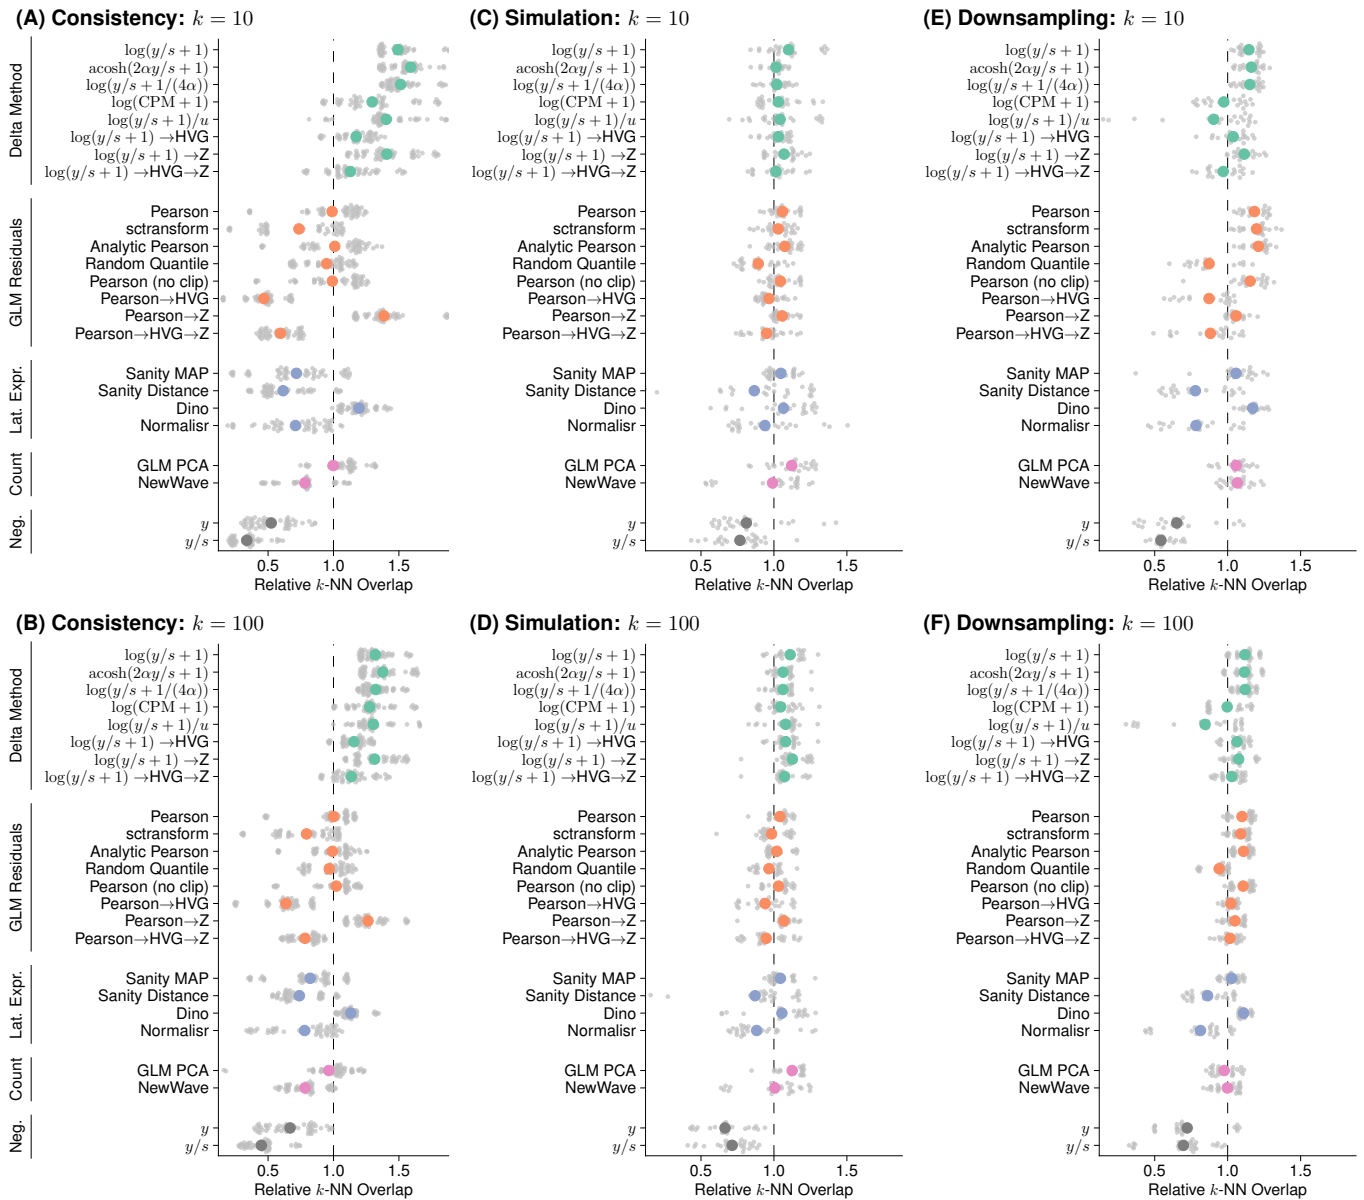 (A) Consistency: k = 10
Delta Method
log(y/s + 1)
acosh(2αy/s + 1)
log(y/s + 1/(4α))
log(CPM + 1)
log(y/s + 1)/u
log(y/s + 1) →HVG
log(y/s + 1) →Z
log(y/s + 1) →HVG→Z
GLM Residuals
Pearson
sctransform
Analytic Pearson
Random Quantile
Pearson (no clip)
Pearson→HVG
Pearson→Z
Pearson→HVG→Z
Lat. Expr.
Sanity MAP
Sanity Distance
Dino
Normalisr
Count
GLM PCA
NewWave
Neg.
y
y/s
0.5 1.0 1.5
Relative k-NN Overlap
(C) Simulation: k = 10
log(y/s + 1)
acosh(2αy/s + 1)
log(y/s + 1/(4α))
log(CPM + 1)
log(y/s + 1)/u
log(y/s + 1) →HVG
log(y/s + 1) →Z
log(y/s + 1) →HVG→Z
Pearson
sctransform
Analytic Pearson
Random Quantile
Pearson (no clip)
Pearson→HVG
Pearson→Z
Pearson→HVG→Z
Sanity MAP
Sanity Distance
Dino
Normalisr
GLM PCA
NewWave
y
y/s
0.5 1.0 1.5
Relative k-NN Overlap
(E) Downsampling: k = 10
log(y/s + 1)
acosh(2αy/s + 1)
log(y/s + 1/(4α))
log(CPM + 1)
log(y/s + 1)/u
log(y/s + 1) →HVG
log(y/s + 1) →Z
log(y/s + 1) →HVG→Z
Pearson
sctransform
Analytic Pearson
Random Quantile
Pearson (no clip)
Pearson→HVG
Pearson→Z
Pearson→HVG→Z
Sanity MAP
Sanity Distance
Dino
Normalisr
GLM PCA
NewWave
y
y/s
0.5 1.0 1.5
Relative k-NN Overlap
(B) Consistency: k = 100
Delta Method
log(y/s + 1)
acosh(2αy/s + 1)
log(y/s + 1/(4α))
log(CPM + 1)
log(y/s + 1)/u
log(y/s + 1) →HVG
log(y/s + 1) →Z
log(y/s + 1) →HVG→Z
GLM Residuals
Pearson
sctransform
Analytic Pearson
Random Quantile
Pearson (no clip)
Pearson→HVG
Pearson→Z
Pearson→HVG→Z
Lat. Expr.
Sanity MAP
Sanity Distance
Dino
Normalisr
Count
GLM PCA
NewWave
Neg.
y
y/s
0.5 1.0 1.5
Relative k-NN Overlap
(D) Simulation: k = 100
log(y/s + 1)
acosh(2αy/s + 1)
log(y/s + 1/(4α))
log(CPM + 1)
log(y/s + 1)/u
log(y/s + 1) →HVG
log(y/s + 1) →Z
log(y/s + 1) →HVG→Z
Pearson
sctransform
Analytic Pearson
Random Quantile
Pearson (no clip)
Pearson→HVG
Pearson→Z
Pearson→HVG→Z
Sanity MAP
Sanity Distance
Dino
Normalisr
GLM PCA
NewWave
y
y/s
0.5 1.0 1.5
Relative k-NN Overlap
(F) Downsampling: k = 100
log(y/s + 1)
acosh(2αy/s + 1)
log(y/s + 1/(4α))
log(CPM + 1)
log(y/s + 1)/u
log(y/s + 1) →HVG
log(y/s + 1) →Z
log(y/s + 1) →HVG→Z
Pearson
sctransform
Analytic Pearson
Random Quantile
Pearson (no clip)
Pearson→HVG
Pearson→Z
Pearson→HVG→Z
Sanity MAP
Sanity Distance
Dino
Normalisr
GLM PCA
NewWave
y
y/s
0.5 1.0 1.5
Relative k-NN Overlap